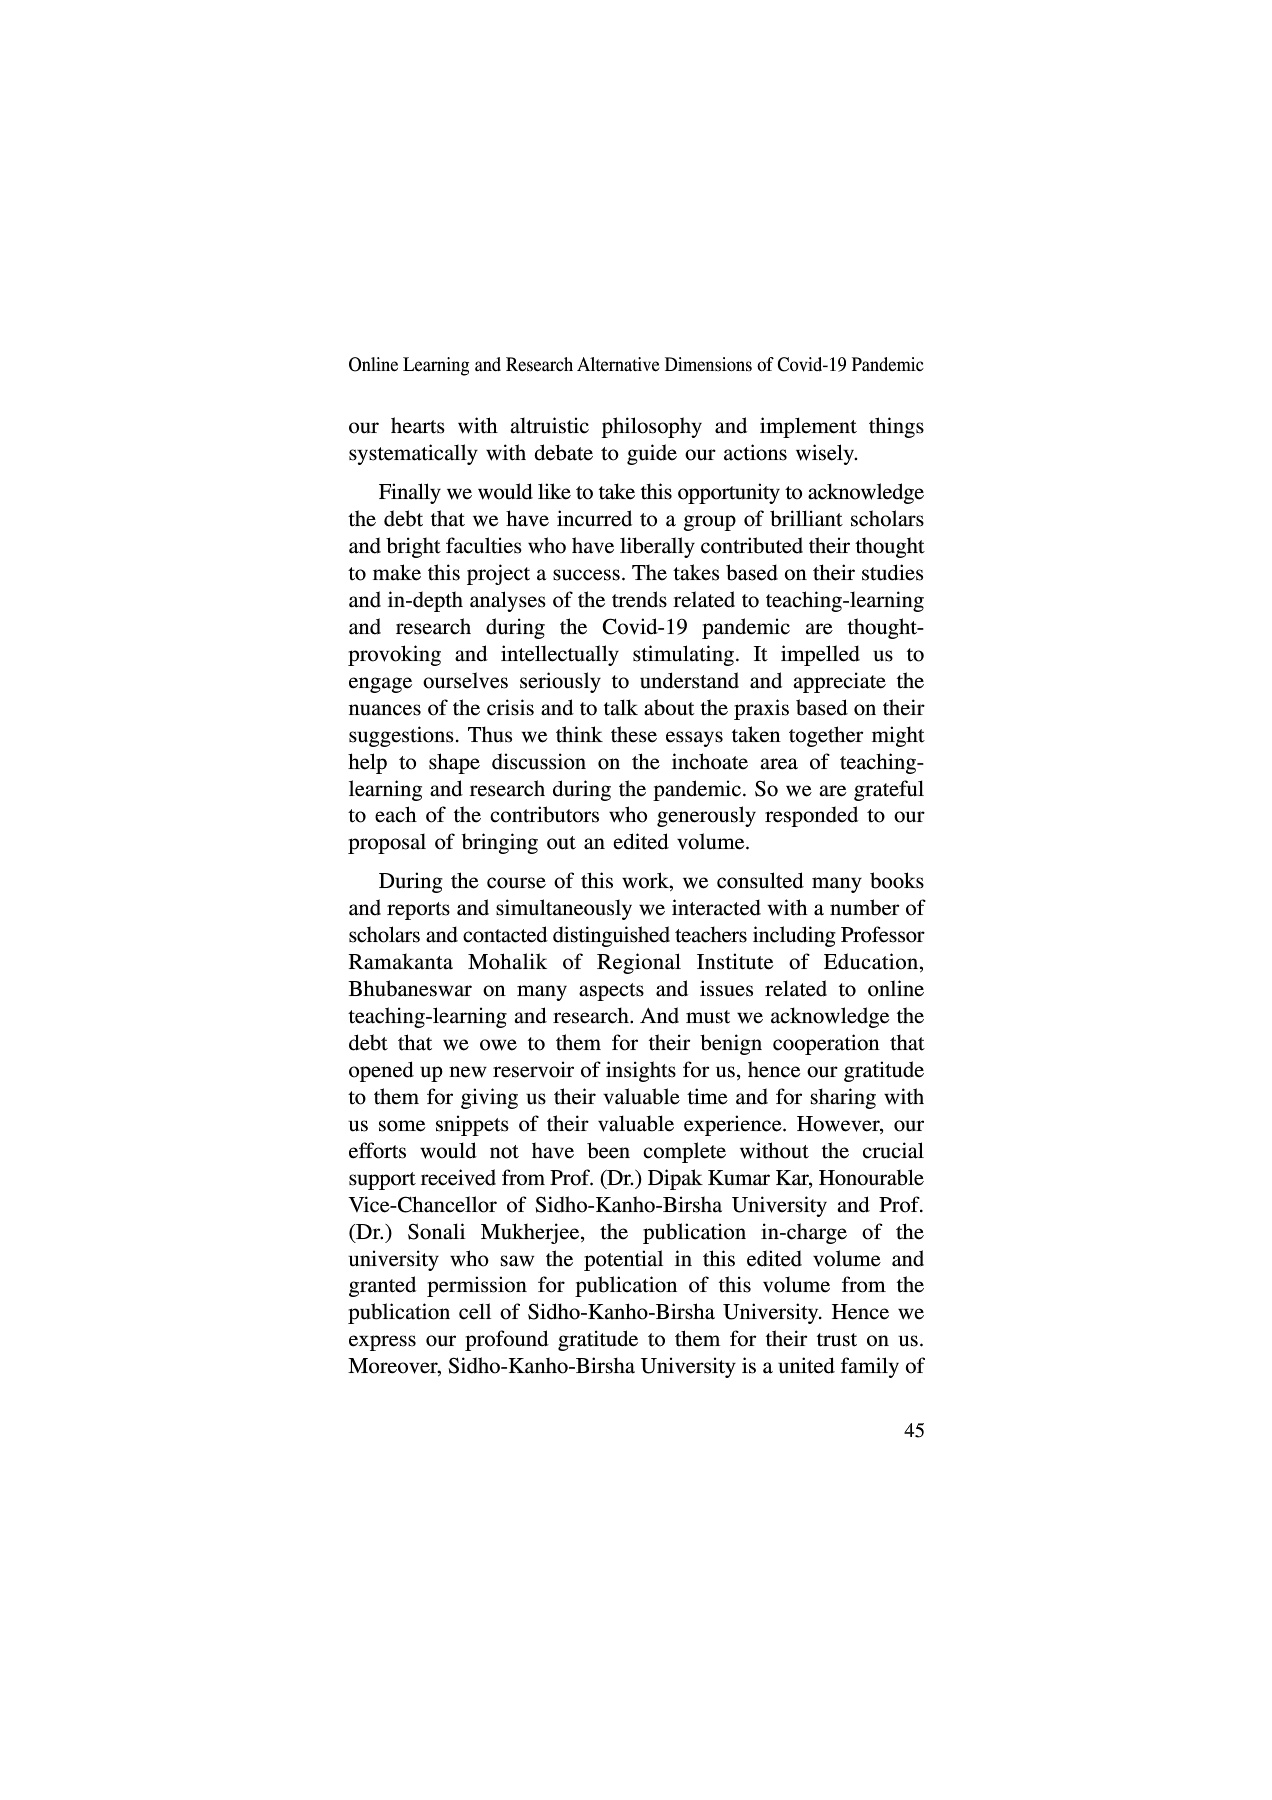 Online Learning and Research Alternative Dimensions of Covid-19 Pandemic
our hearts with altruistic philosophy and implement things
systematically with debate to guide our actions wisely.
Finally we would like to take this opportunity to acknowledge
the debt that we have incurred to a group of brilliant scholars
and bright faculties who have liberally contributed their thought
to make this project a success. The takes based on their studies
and in-depth analyses of the trends related to teaching-learning
and research during the Covid-19 pandemic are thought-
provoking and intellectually stimulating. It impelled us to
engage ourselves seriously to understand and appreciate the
nuances of the crisis and to talk about the praxis based on their
suggestions. Thus we think these essays taken together might
help to shape discussion on the inchoate area of teaching-
learning and research during the pandemic. So we are grateful
to each of the contributors who generously responded to our
proposal of bringing out an edited volume.
During the course of this work, we consulted many books
and reports and simultaneously we interacted with a number of
scholars and contacted distinguished teachers including Professor
Ramakanta Mohalik of Regional Institute of Education,
Bhubaneswar on many aspects and issues related to online
teaching-learning and research. And must we acknowledge the
debt that we owe to them for their benign cooperation that
opened up new reservoir of insights for us, hence our gratitude
to them for giving us their valuable time and for sharing with
us some snippets of their valuable experience. However, our
efforts would not have been complete without the crucial
support received from Prof. (Dr.) Dipak Kumar Kar, Honourable
Vice-Chancellor of Sidho-Kanho-Birsha University and Prof.
(Dr.) Sonali Mukherjee, the publication in-charge of the
university who saw the potential in this edited volume and
granted permission for publication of this volume from the
publication cell of Sidho-Kanho-Birsha University. Hence we
express our profound gratitude to them for their trust on us.
Moreover, Sidho-Kanho-Birsha University is a united family of
45